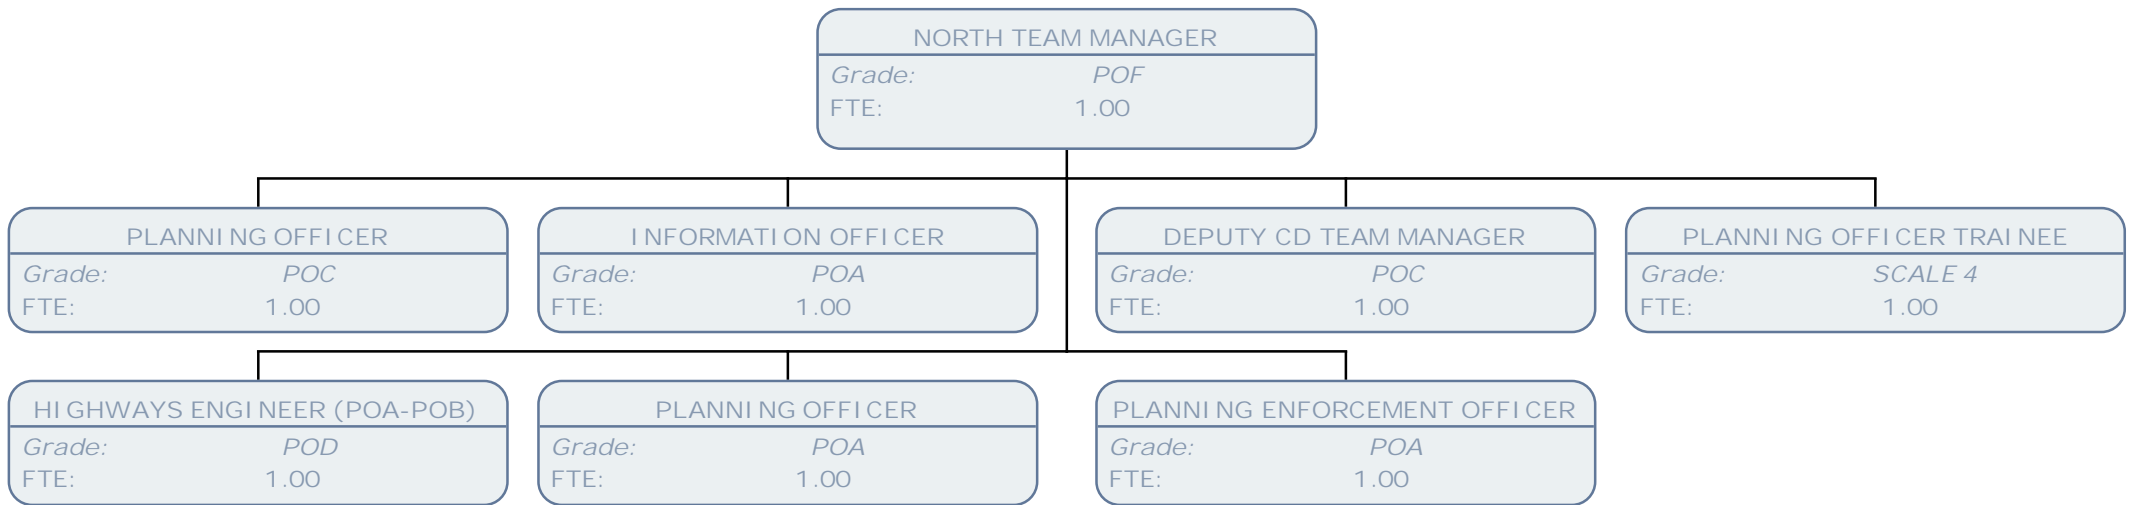 NORTH TEAM MANAGER
Grade: POF
FTE: 1.00
PLANNING OFFICER
Grade: POC
FTE: 1.00
INFORMATION OFFICER
Grade: POA
FTE: 1.00
DEPUTY CD TEAM MANAGER
Grade: POC
FTE: 1.00
PLANNING OFFICER TRAINEE
Grade: SCALE 4
FTE: 1.00
HIGHWAYS ENGINEER (POA-POB)
Grade: POD
FTE: 1.00
PLANNING OFFICER
Grade: POA
FTE: 1.00
PLANNING ENFORCEMENT OFFICER
Grade: POA
FTE: 1.00